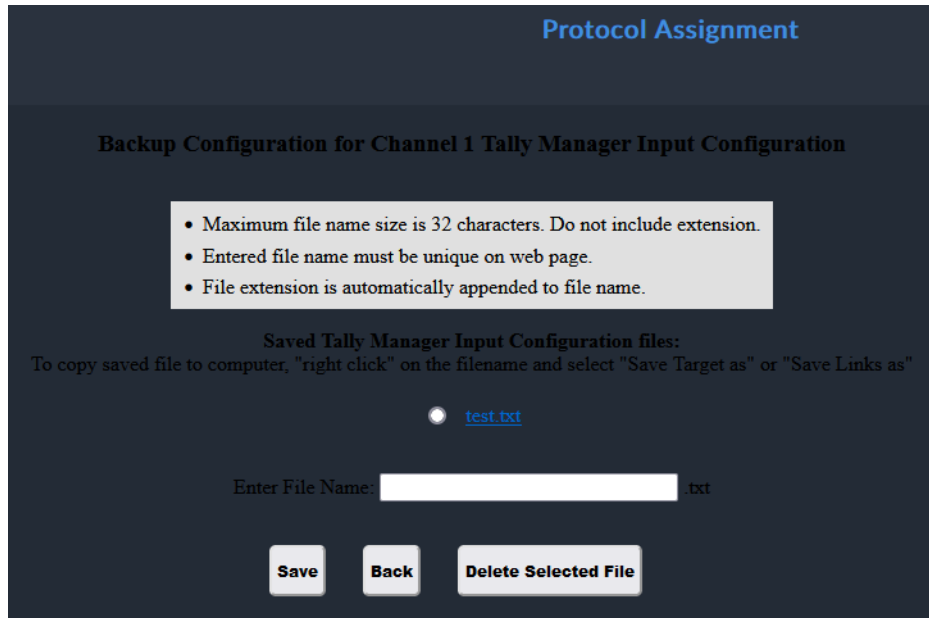 Protocol Assignment
Backup Configuration for Channel 1 Tally Manager Input Configuration
• Maximum file name size is 32 characters. Do not include extension.
• Entered file name must be unique on web page.
• File extension is automatically appended to file name.
Saved Tally Manager Input Configuration files:
To copy saved file to computer, "right click" on the filename and select "Save Target as" or "Save Links as"
test.txt
Enter File Name: .txt
Save Back Delete Selected File